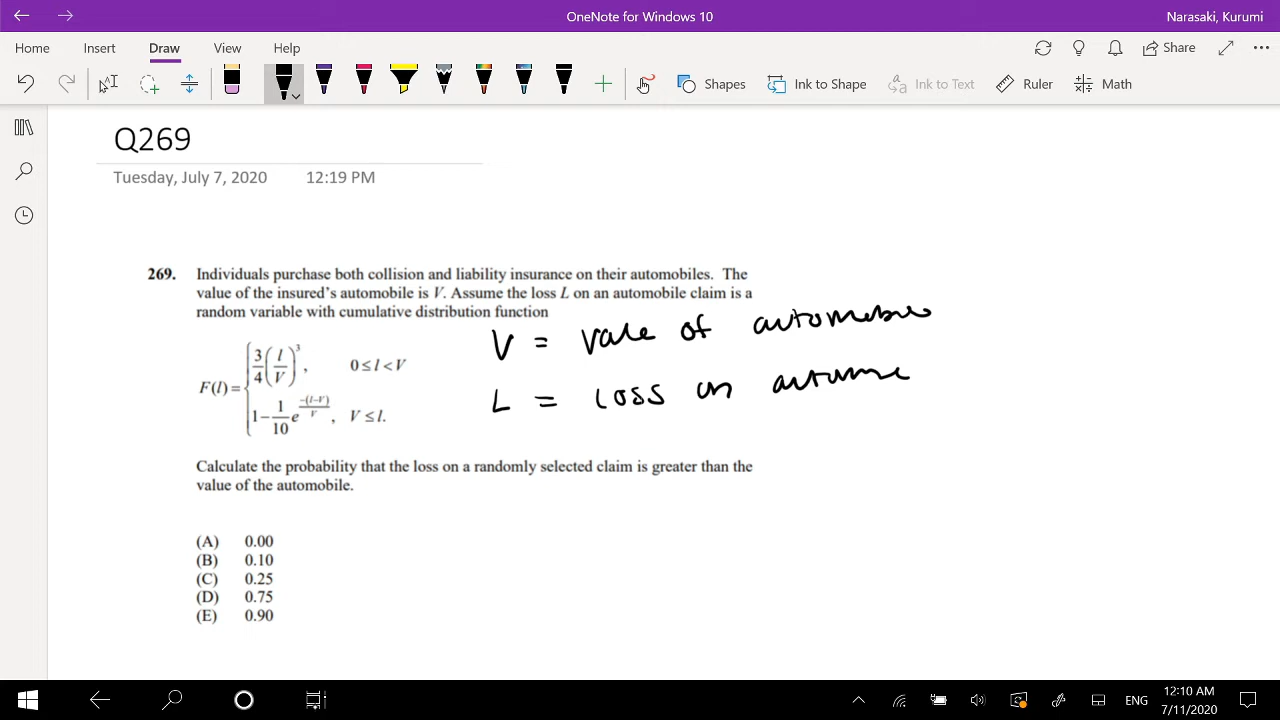 OneNote for Windows 10
Narasaki, Kurumi
Home Insert Draw View Help
Share
Shapes Ink to Shape Ink to Text Ruler Math
Q269
Tuesday, July 7, 2020 12:19 PM
269. Individuals purchase both collision and liability insurance on their automobiles. The
value of the insured's automobile is V. Assume the loss L on an automobile claim is a
random variable with cumulative distribution function
V = vale of automobiles
F(l) = { 3/4 (l/V)^3, 0 ≤ l < V
1 - 1/10 e^(-(l-V)/V), V ≤ l.
L = loss on
Calculate the probability that the loss on a randomly selected claim is greater than the
value of the automobile.
(A) 0.00
(B) 0.10
(C) 0.25
(D) 0.75
(E) 0.90
ENG
12:10 AM
7/11/2020